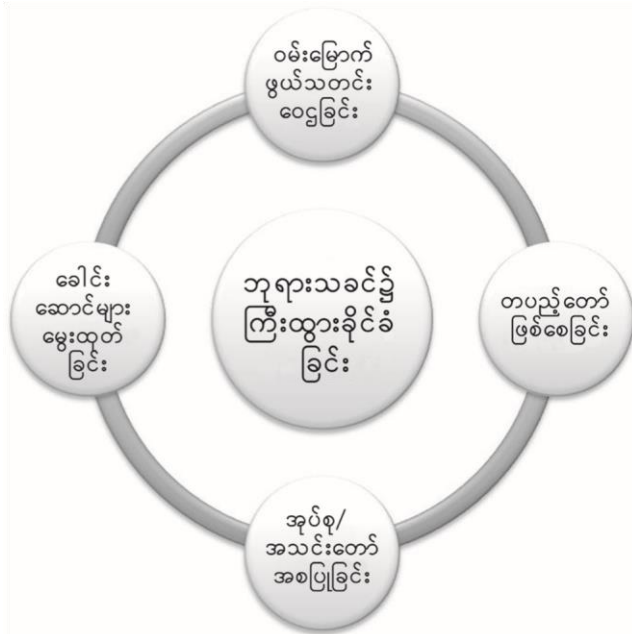 ဝမ်းမြောက်
ဖွယ်သတင်း
ဝေဌခြင်း
ခေါင်း
ဆောင်များ
မွေးထုတ်
ခြင်း
ဘုရားသခင်၌
ကြီးထွားခိုင်ခံ
ခြင်း
တပည့်တော်
ဖြစ်စေခြင်း
အုပ်စု/
အသင်းတော်
အစပြုခြင်း